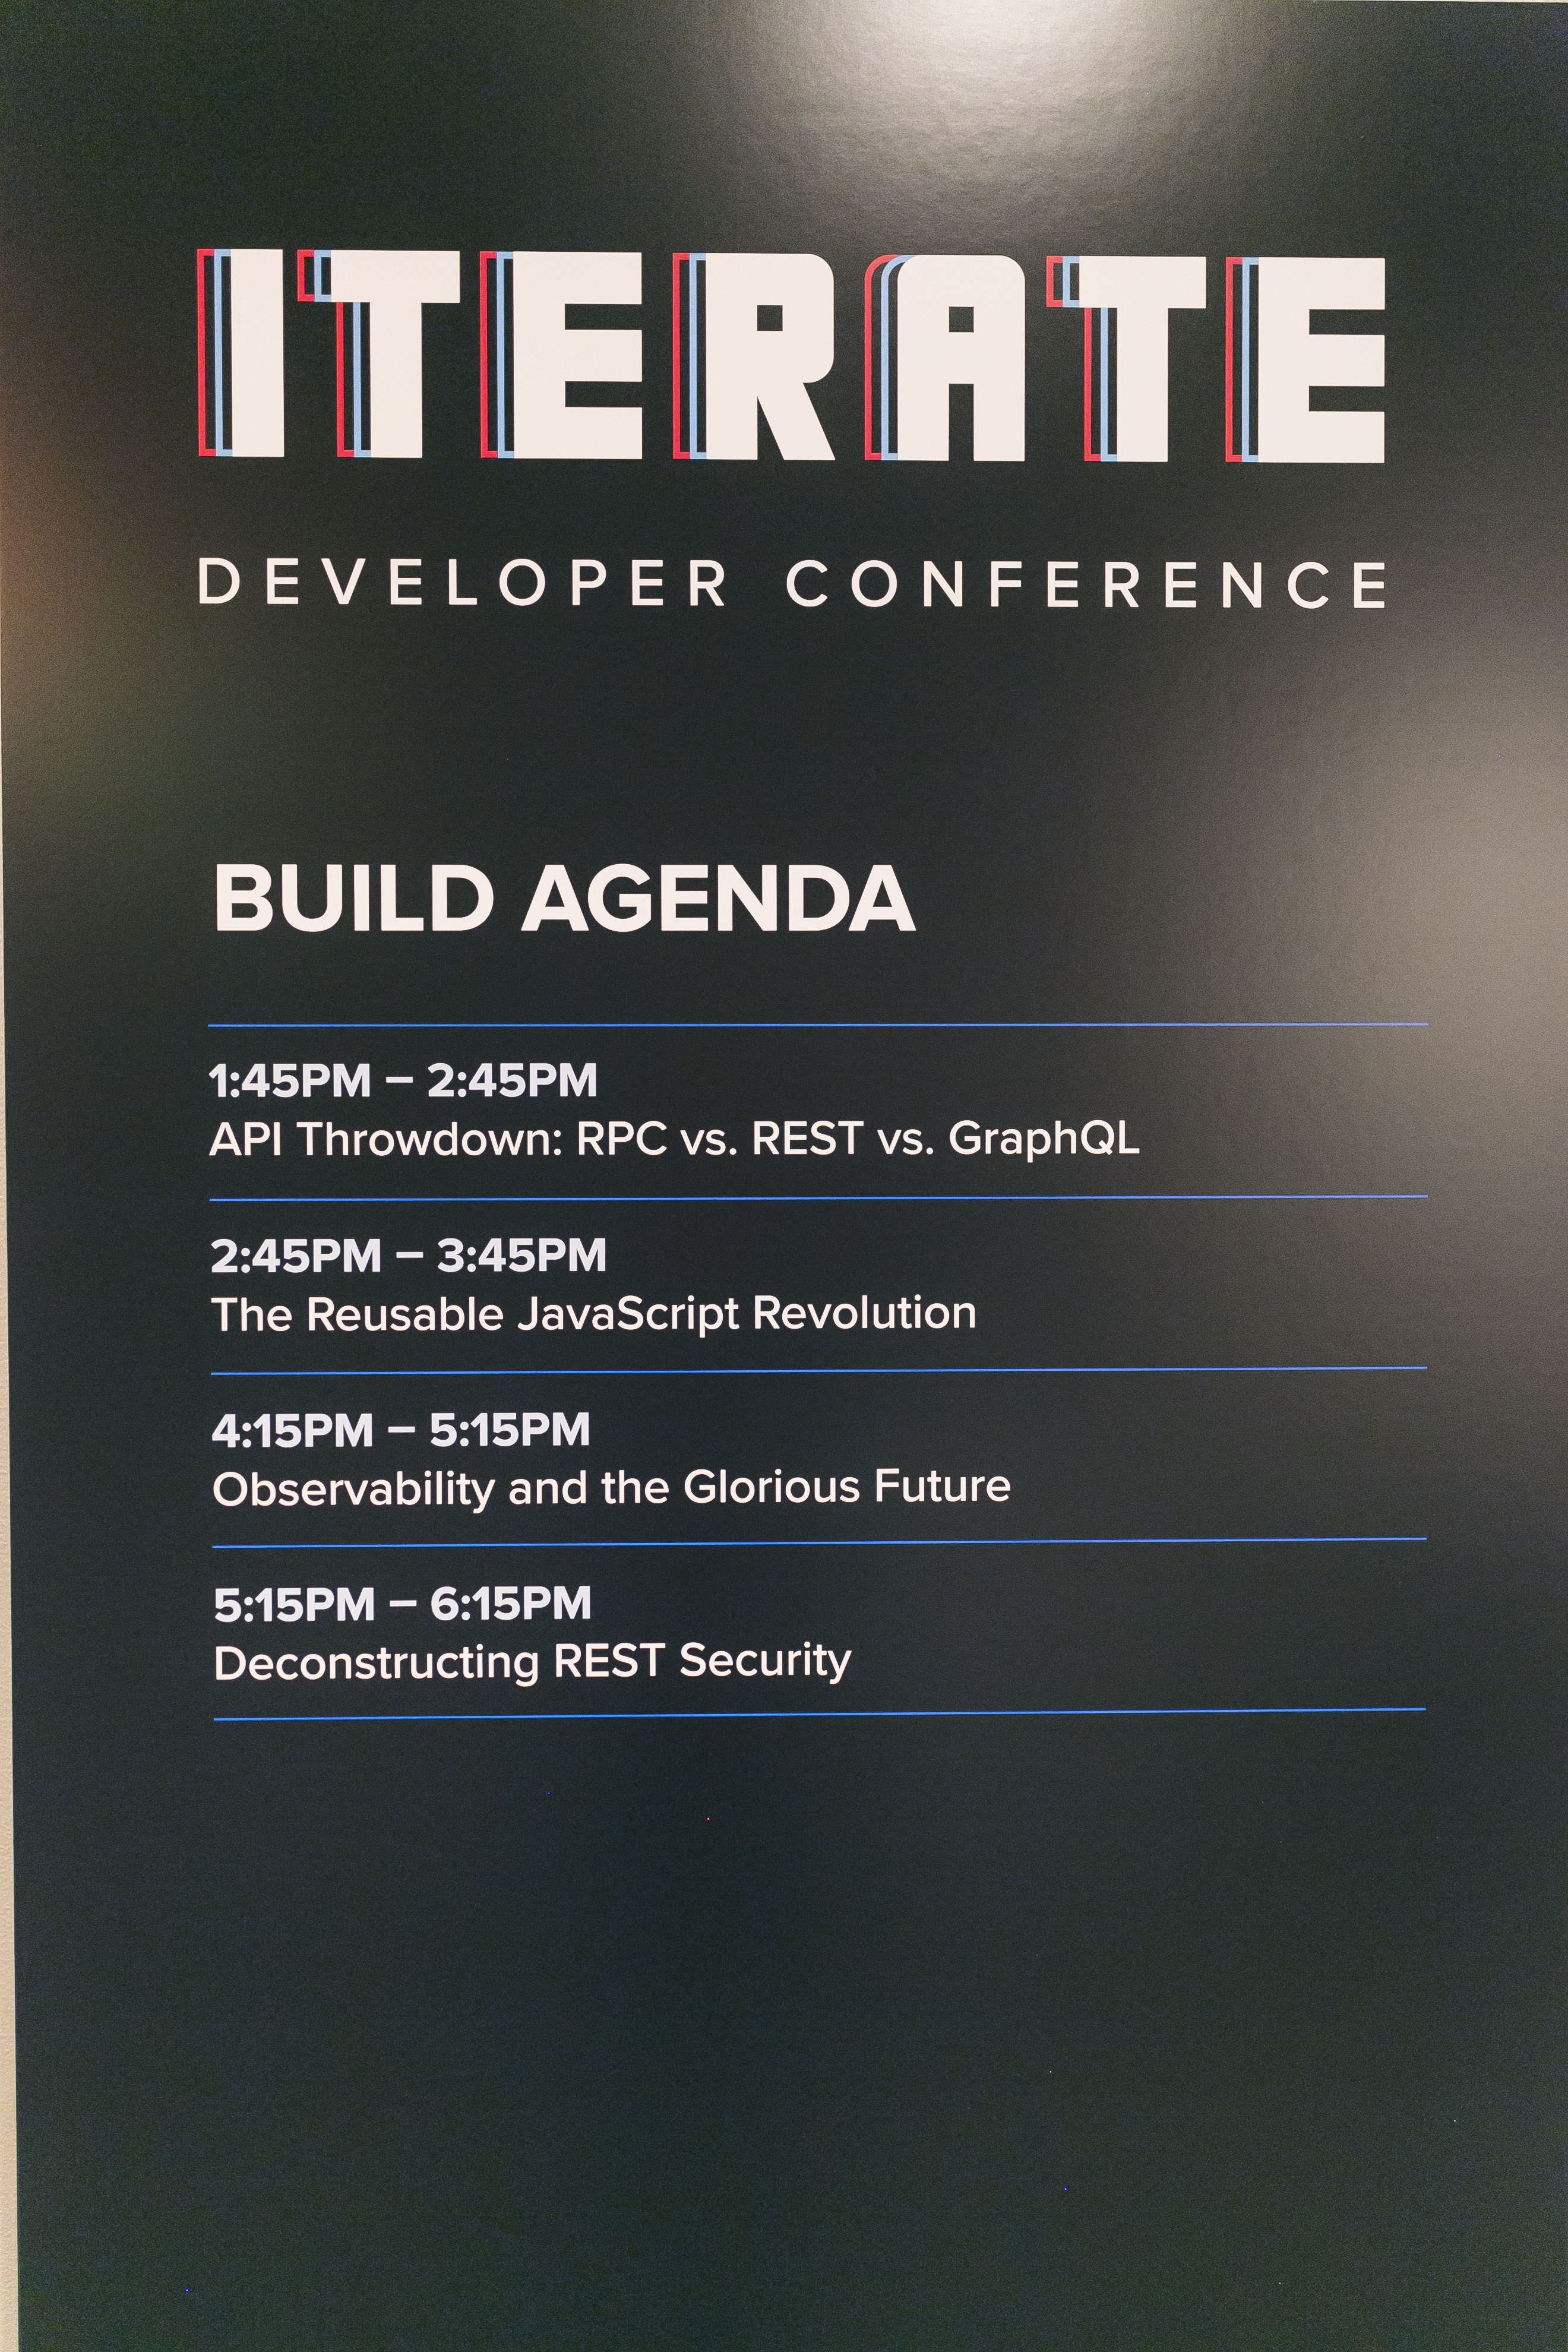 ITERATE
DEVELOPER CONFERENCE
BUILD AGENDA
1:45PM – 2:45PM
API Throwdown: RPC vs. REST vs. GraphQL
2:45PM – 3:45PM
The Reusable JavaScript Revolution
4:15PM – 5:15PM
Observability and the Glorious Future
5:15PM – 6:15PM
Deconstructing REST Security